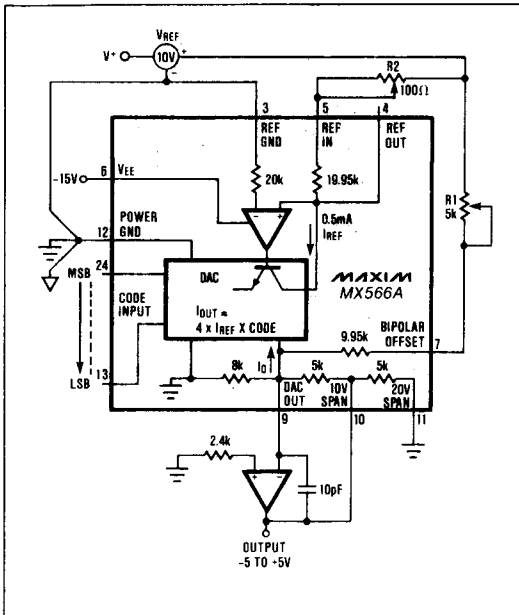 VREF
V+
10V
+
−
R2
100Ω
3
5
4
REF GND
REF IN
REF OUT
6
VEE
−15V
20k
19.95k
R1
5k
−
+
0.5mA
IREF
12
POWER GND
24
MSB
DAC
MAXIM
MX566A
CODE INPUT
IOUT =
4 x IREF X CODE
BIPOLAR OFFSET
7
9.95k
LSB
13
8k
IO
DAC OUT
5k
10V SPAN
5k
20V SPAN
9
10
11
2.4k
+
−
10pF
OUTPUT
-5 TO +5V